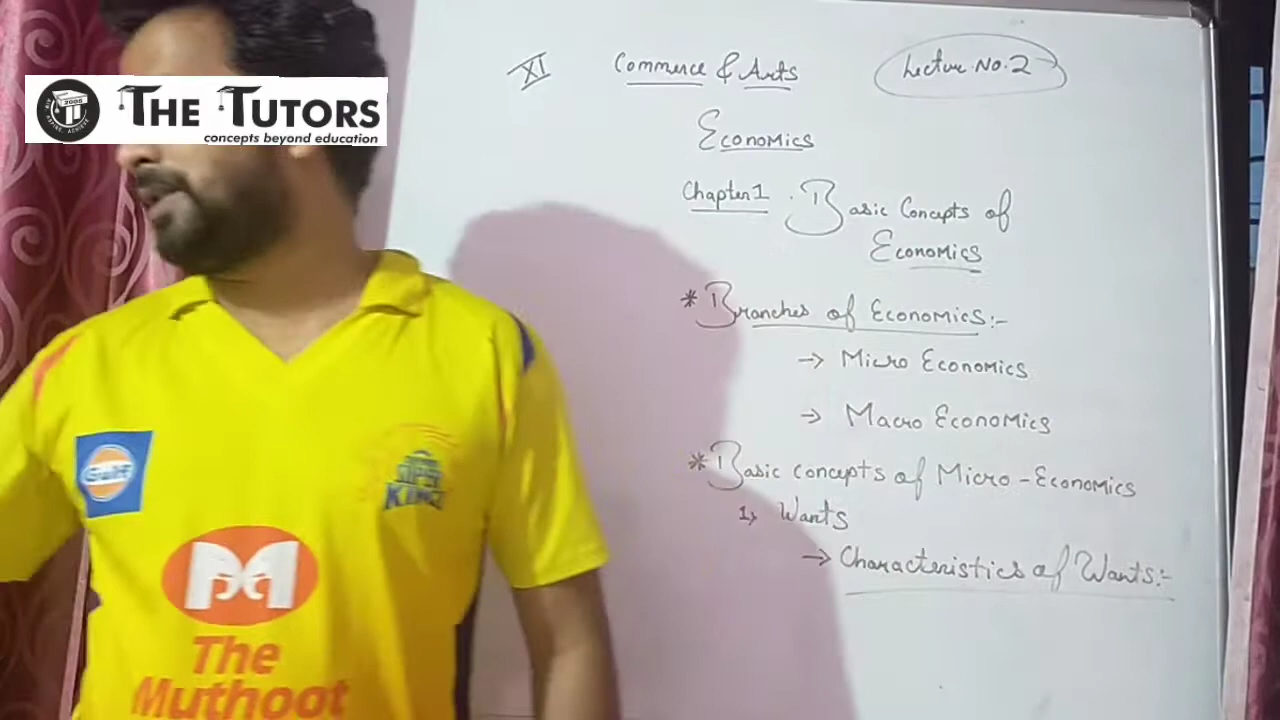 THE TUTORS
concepts beyond education
XI
Commerce & Arts
Lecture No. 2
Economics
Chapter 1. Basic Concepts of
Economics
* Branches of Economics:-
→ Micro Economics
→ Macro Economics
* Basic concepts of Micro-Economics
1) Wants
→ Characteristics of Wants:-
Gulf
KINGS
The
Muthoot